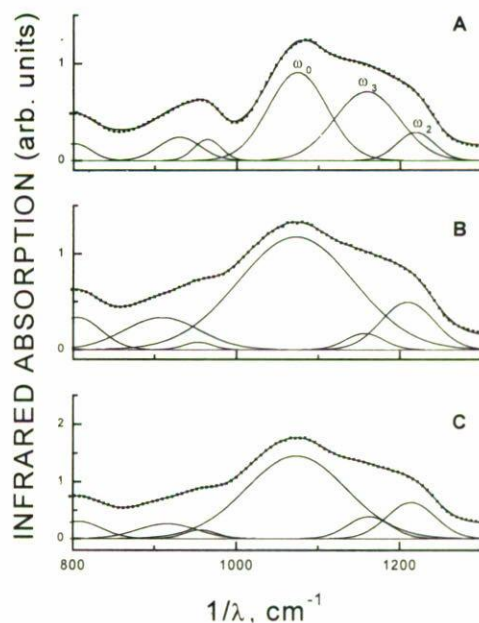 INFRARED ABSORPTION (arb. units)
A
1
0
ω0
ω3
ω2
B
1
0
C
2
1
0
800
1000
1200
1/λ, cm⁻¹